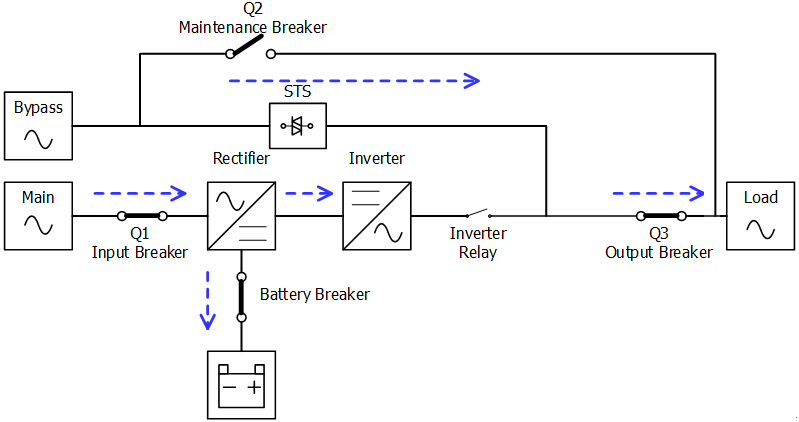 Q2
Maintenance Breaker
STS
Bypass
Rectifier
Inverter
Main
Load
Q1
Input Breaker
Inverter
Relay
Q3
Output Breaker
Battery Breaker
− +